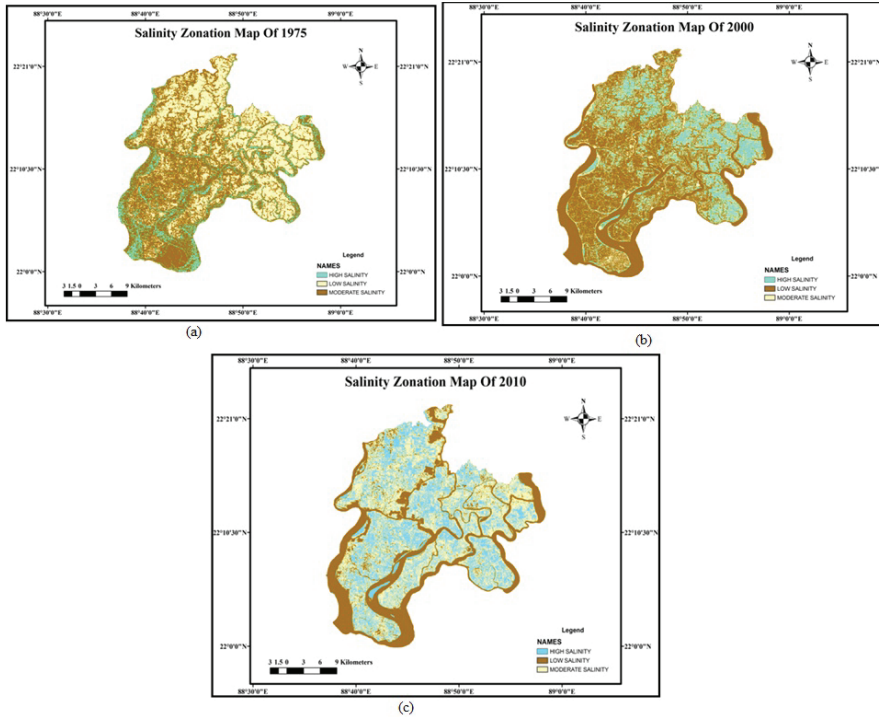 88°30'0"E 88°40'0"E 88°50'0"E 89°0'0"E
Salinity Zonation Map Of 1975
N
W E
S
22°21'0"N 22°21'0"N
22°10'30"N 22°10'30"N
22°0'0"N 22°0'0"N
Legend
NAMES
HIGH SALINITY
LOW SALINITY
MODERATE SALINITY
3 1.5 0 3 6 9 Kilometers
88°30'0"E 88°40'0"E 88°50'0"E 89°0'0"E
(a)
88°30'0"E 88°40'0"E 88°50'0"E 89°0'0"E
Salinity Zonation Map Of 2000
N
W E
S
22°21'0"N 22°21'0"N
22°10'30"N 22°10'30"N
22°0'0"N 22°0'0"N
Legend
NAMES
HIGH SALINITY
LOW SALINITY
MODERATE SALINITY
3 1.5 0 3 6 9 Kilometers
88°30'0"E 88°40'0"E 88°50'0"E 89°0'0"E
(b)
88°30'0"E 88°40'0"E 88°50'0"E 89°0'0"E
Salinity Zonation Map Of 2010
N
W E
S
22°21'0"N 22°21'0"N
22°10'30"N 22°10'30"N
22°0'0"N 22°0'0"N
Legend
NAMES
HIGH SALINITY
LOW SALINITY
MODERATE SALINITY
3 1.5 0 3 6 9 Kilometers
88°30'0"E 88°40'0"E 88°50'0"E 89°0'0"E
(c)